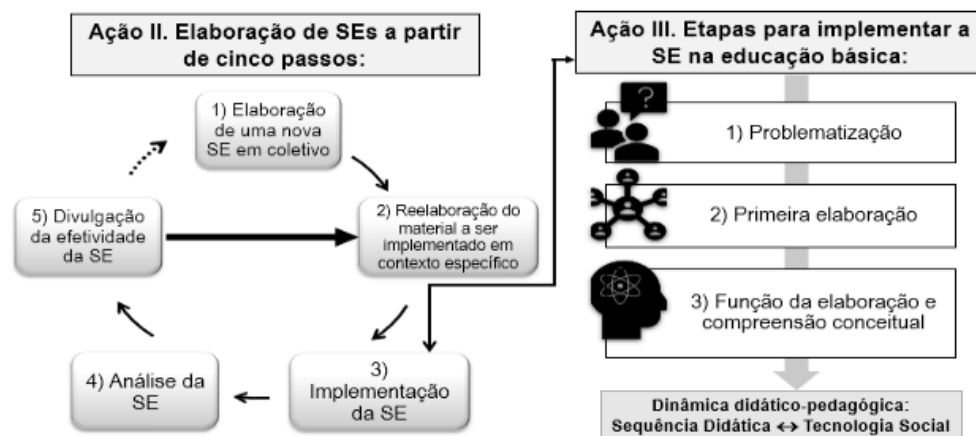 Ação II. Elaboração de SEs a partir
de cinco passos:
1) Elaboração
de uma nova
SE em coletivo
2) Reelaboração do
material a ser
implementado em
contexto específico
3)
Implementação
da SE
4) Análise da
SE
5) Divulgação
da efetividade
da SE
Ação III. Etapas para implementar a
SE na educação básica:
?
1) Problematização
2) Primeira elaboração
3) Função da elaboração e
compreensão conceitual
Dinâmica didático-pedagógica:
Sequência Didática ↔ Tecnologia Social